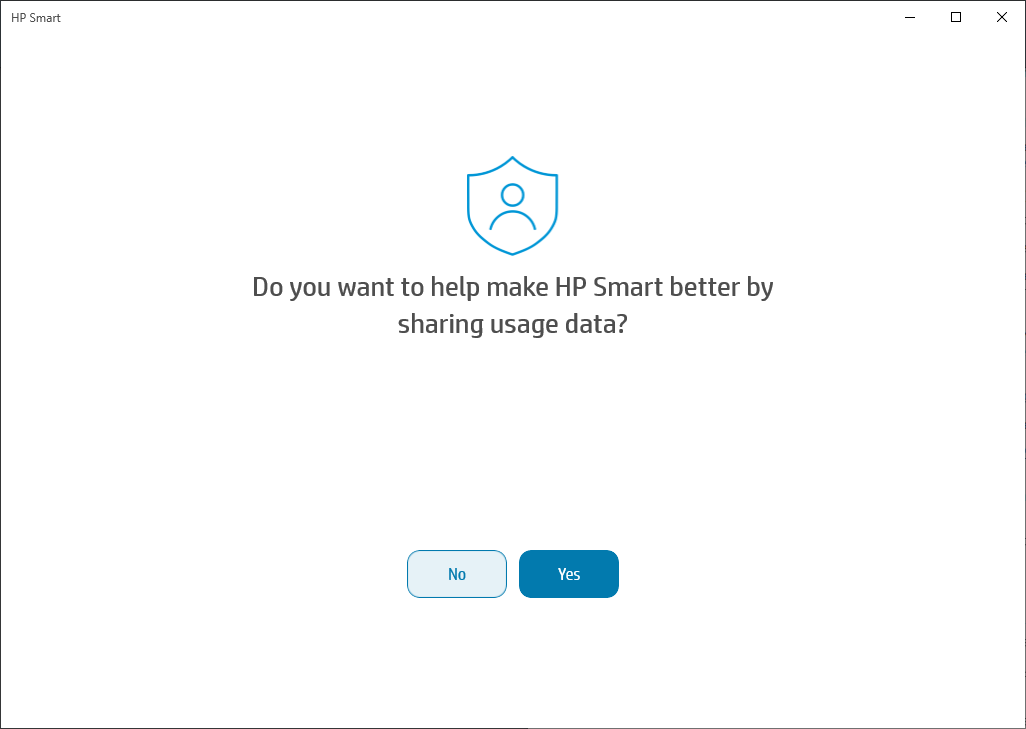 HP Smart
Do you want to help make HP Smart better by
sharing usage data?
No
Yes